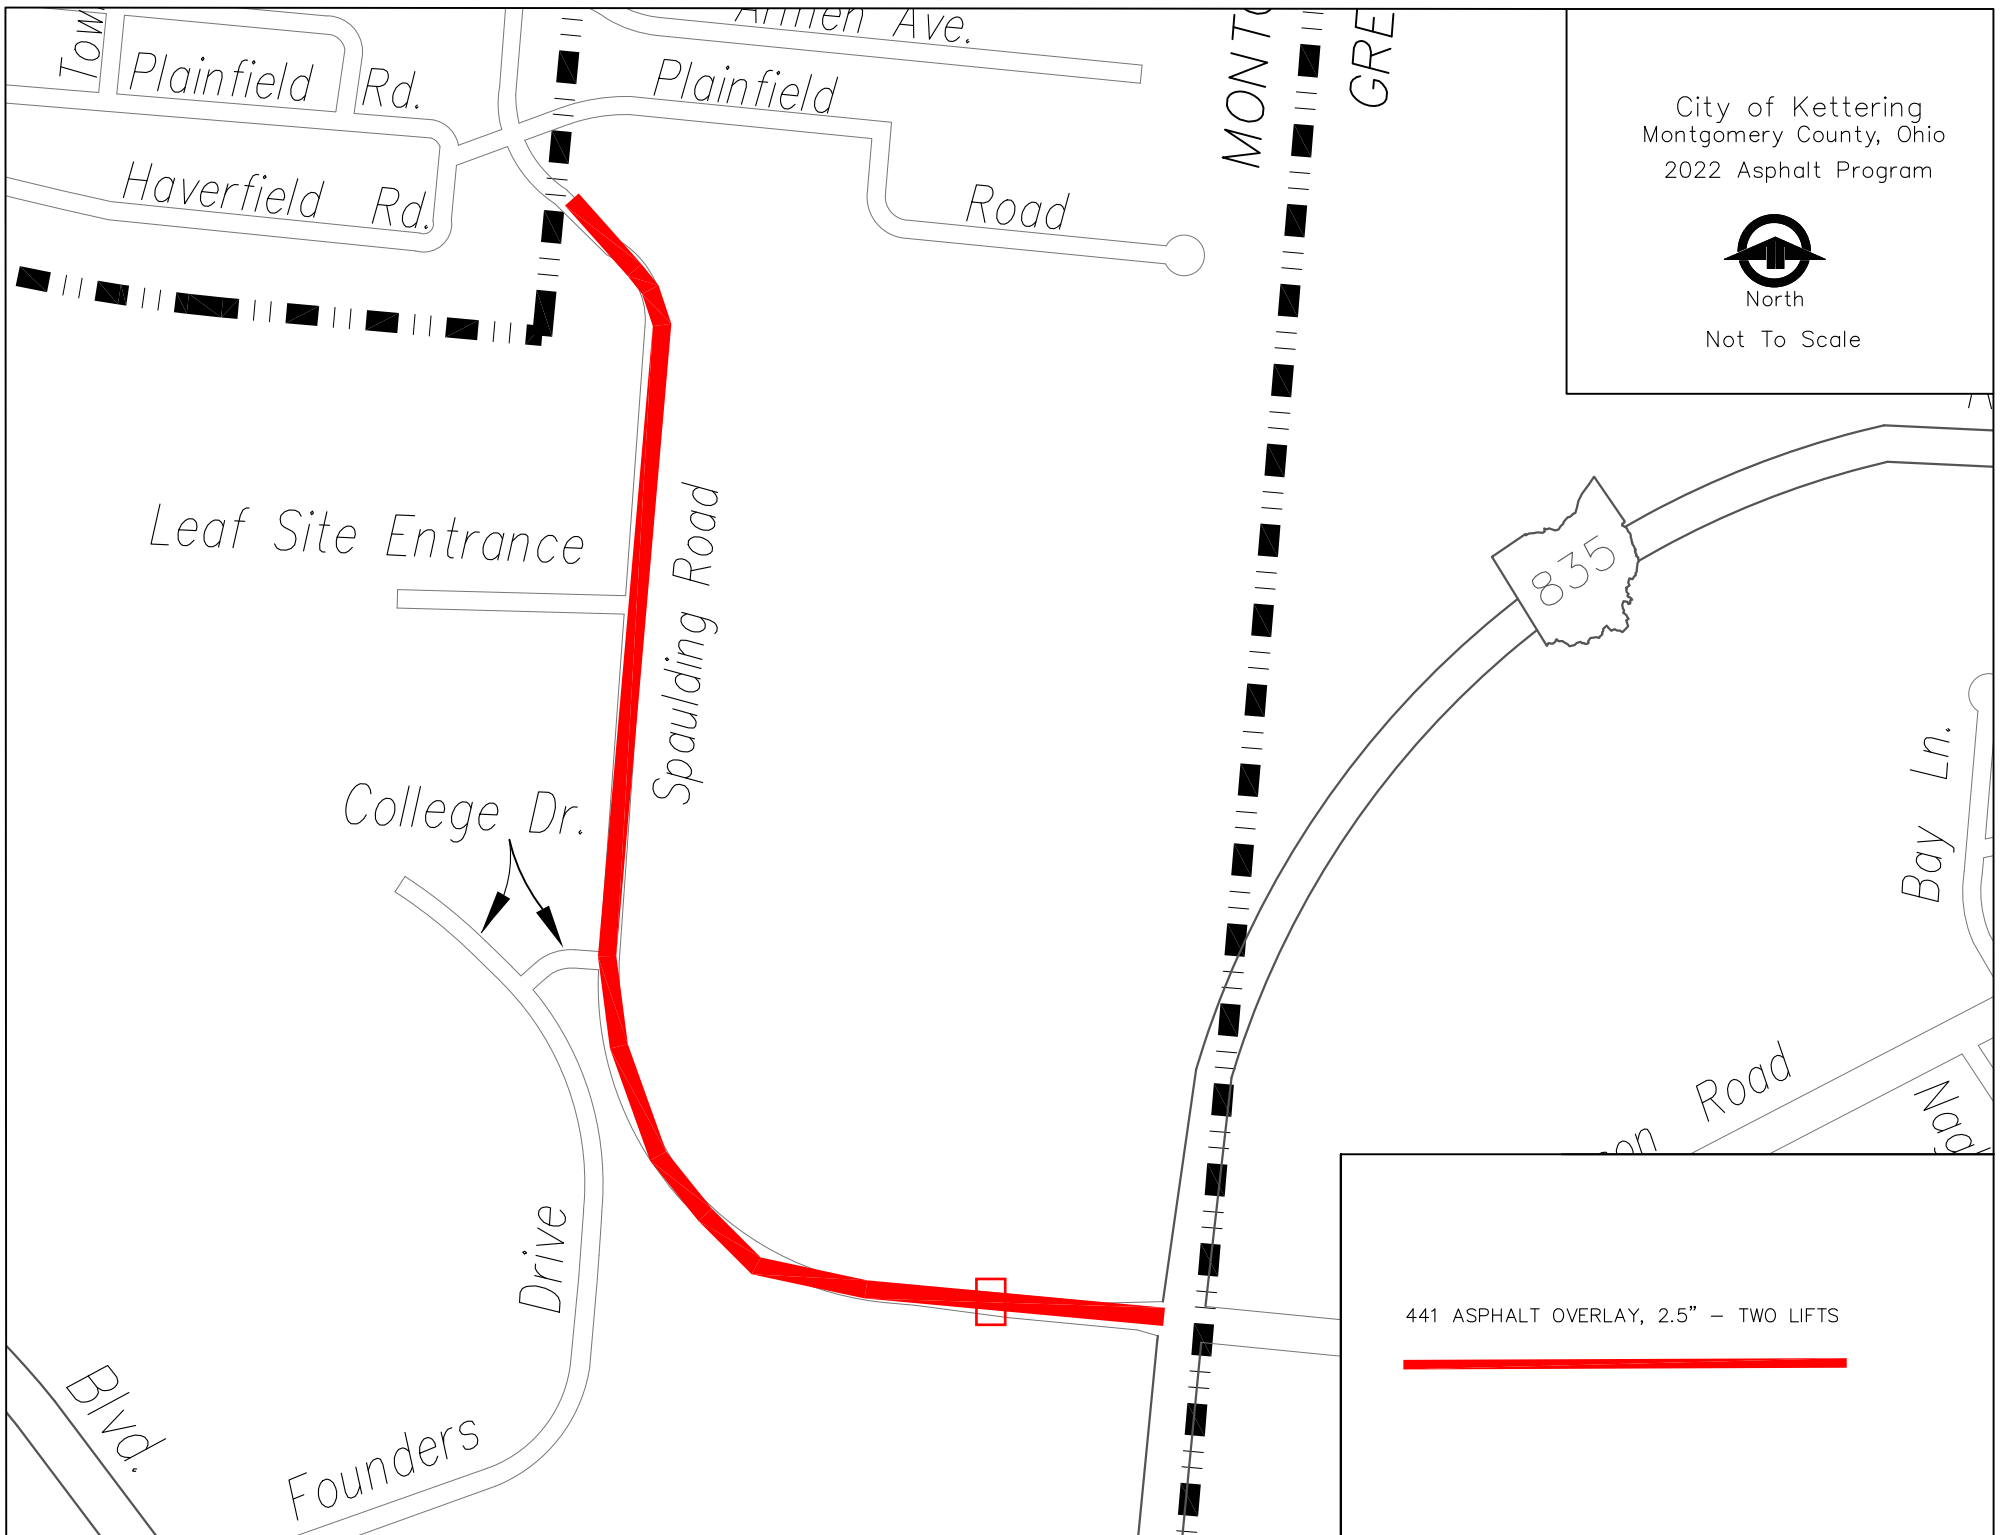 Plainfield Rd.
Plainfield
Haverfield Rd.
Road
City of Kettering
Montgomery County, Ohio
2022 Asphalt Program
North
Not To Scale
Leaf Site Entrance
Spaulding Road
835
College Dr.
Bay Ln.
Road
Drive
Founders
Blvd.
441 ASPHALT OVERLAY, 2.5” – TWO LIFTS